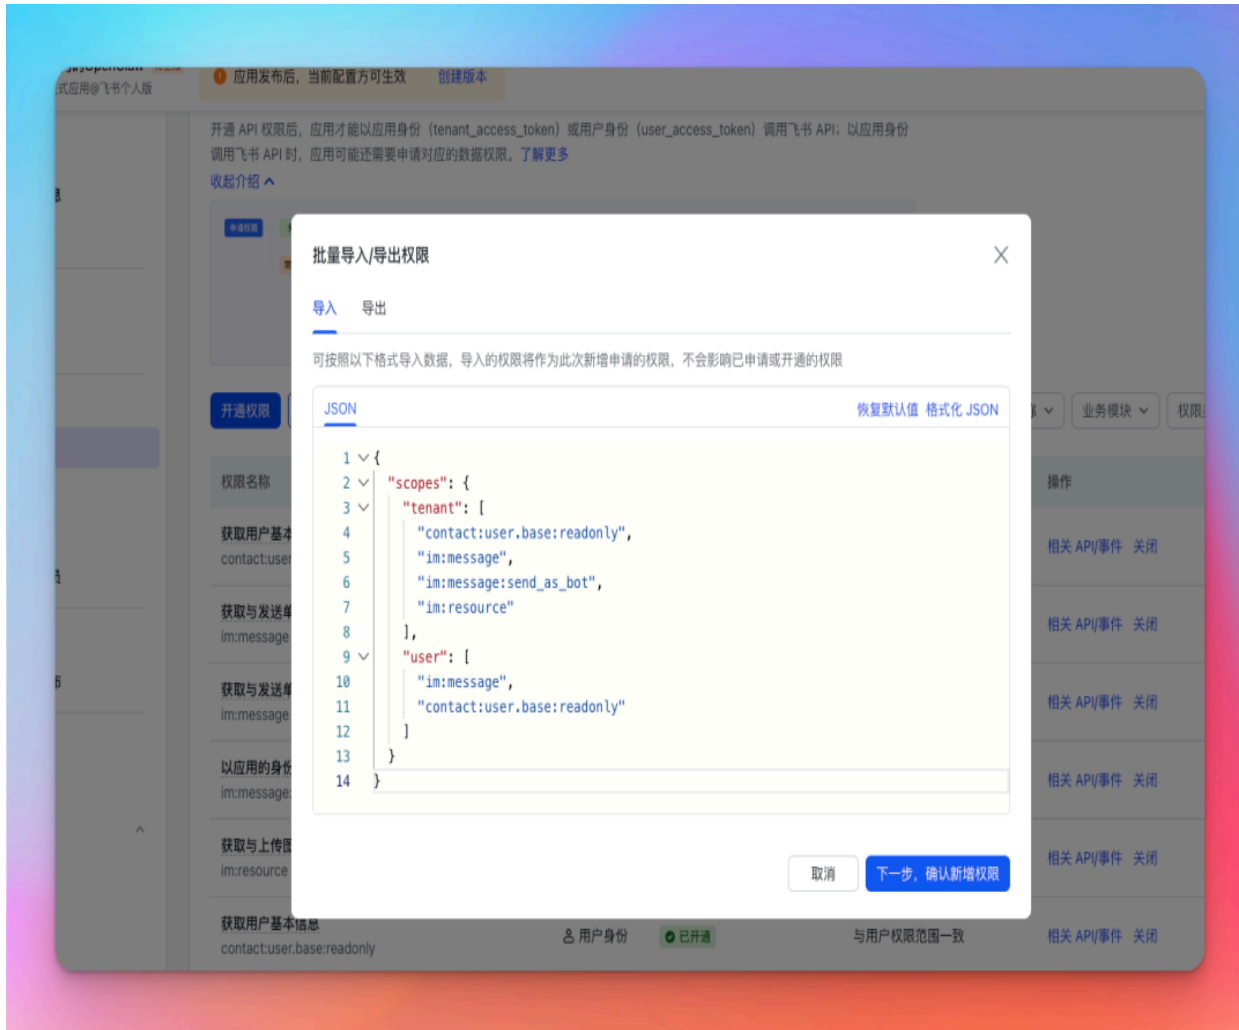 式应用@飞书个人版
应用发布后，当前配置方可生效 创建版本
开通 API 权限后，应用才能以应用身份（tenant_access_token）或用户身份（user_access_token）调用飞书 API；以应用身份
调用飞书 API 时，应用可能还需要申请对应的数据权限。了解更多
收起介绍
申请权限
批量导入/导出权限
导入 导出
可按照以下格式导入数据，导入的权限将作为此次新增申请的权限，不会影响已申请或开通的权限
开通权限
JSON
恢复默认值 格式化 JSON
业务模块
权限
1 {
2 "scopes": {
3 "tenant": [
4 "contact:user.base:readonly",
5 "im:message",
6 "im:message:send_as_bot",
7 "im:resource"
8 ],
9 "user": [
10 "im:message",
11 "contact:user.base:readonly"
12 ]
13 }
14 }
取消 下一步，确认新增权限
权限名称 操作
获取用户基本
contact:user
相关 API/事件 关闭
获取与发送单
im:message
相关 API/事件 关闭
获取与发送单
im:message
相关 API/事件 关闭
以应用的身份
im:message:
相关 API/事件 关闭
获取与上传图
im:resource
相关 API/事件 关闭
获取用户基本信息
contact:user.base:readonly
用户身份 已开通 与用户权限范围一致 相关 API/事件 关闭